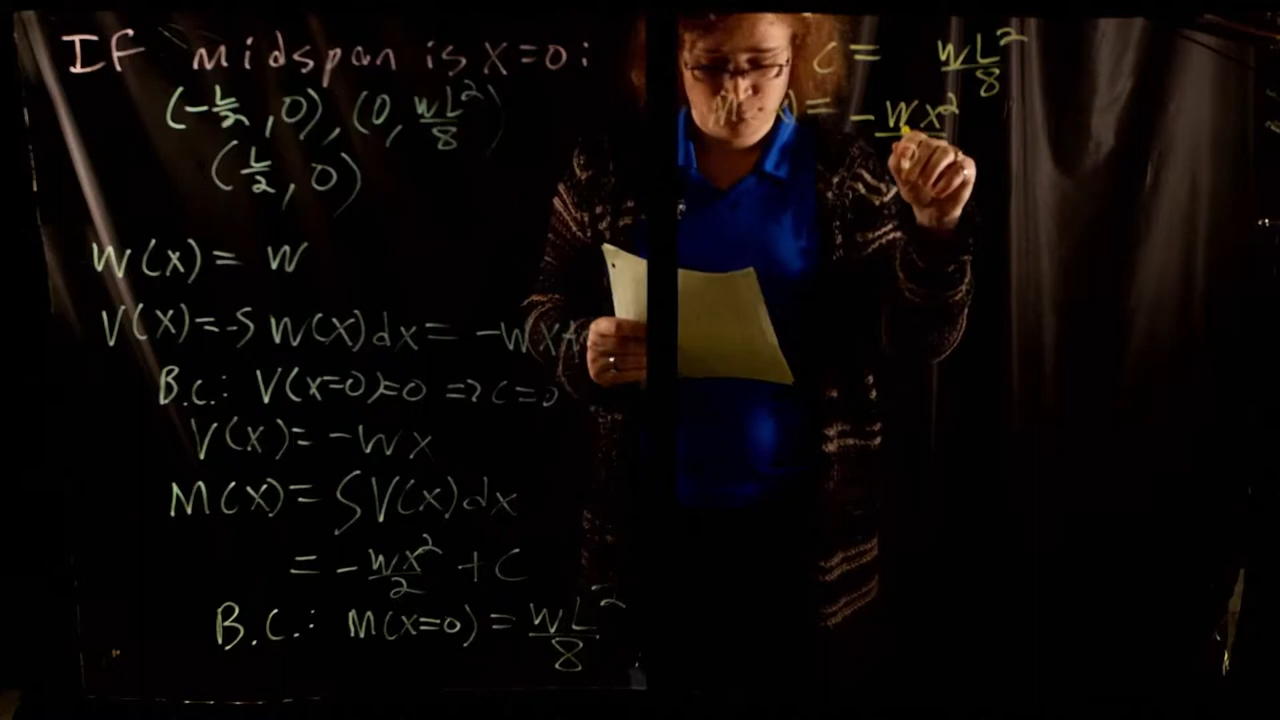 If midspan is x=0:
(-L/2, 0), (0, wL²/8)
(L/2, 0)
W(x) = W
V(x)=-∫W(x)dx = -Wx+
B.C.: V(x=0)=0 => C=0
V(x)= -Wx
M(x)= ∫V(x)dx
= -Wx²/2 + C
B.C.: M(x=0) = WL²/8
C = WL²/8
M(x) = -Wx²